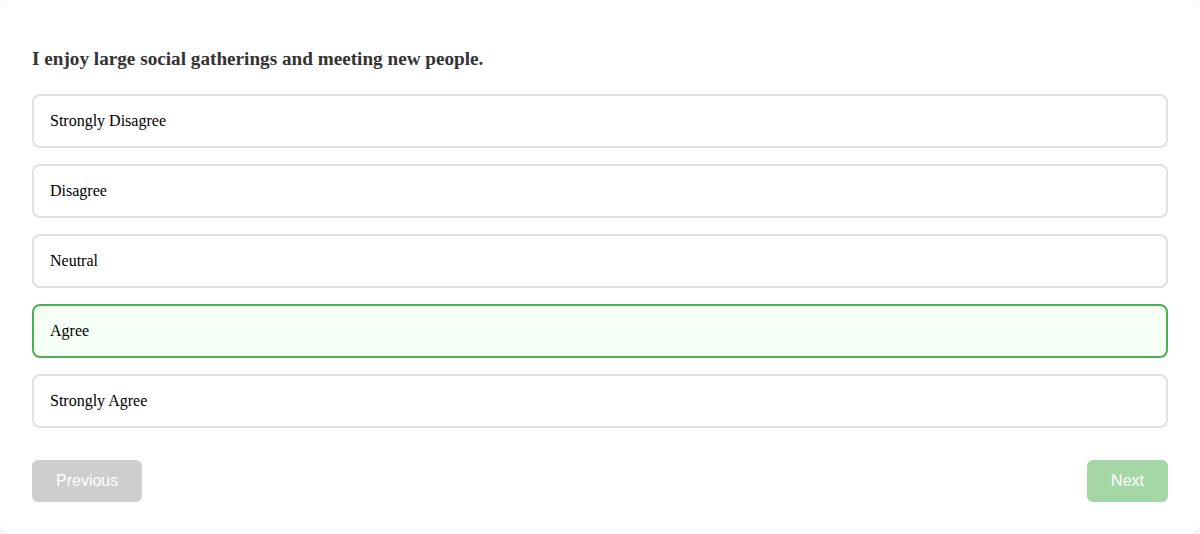 I enjoy large social gatherings and meeting new people.
Strongly Disagree
Disagree
Neutral
Agree
Strongly Agree
Previous
Next